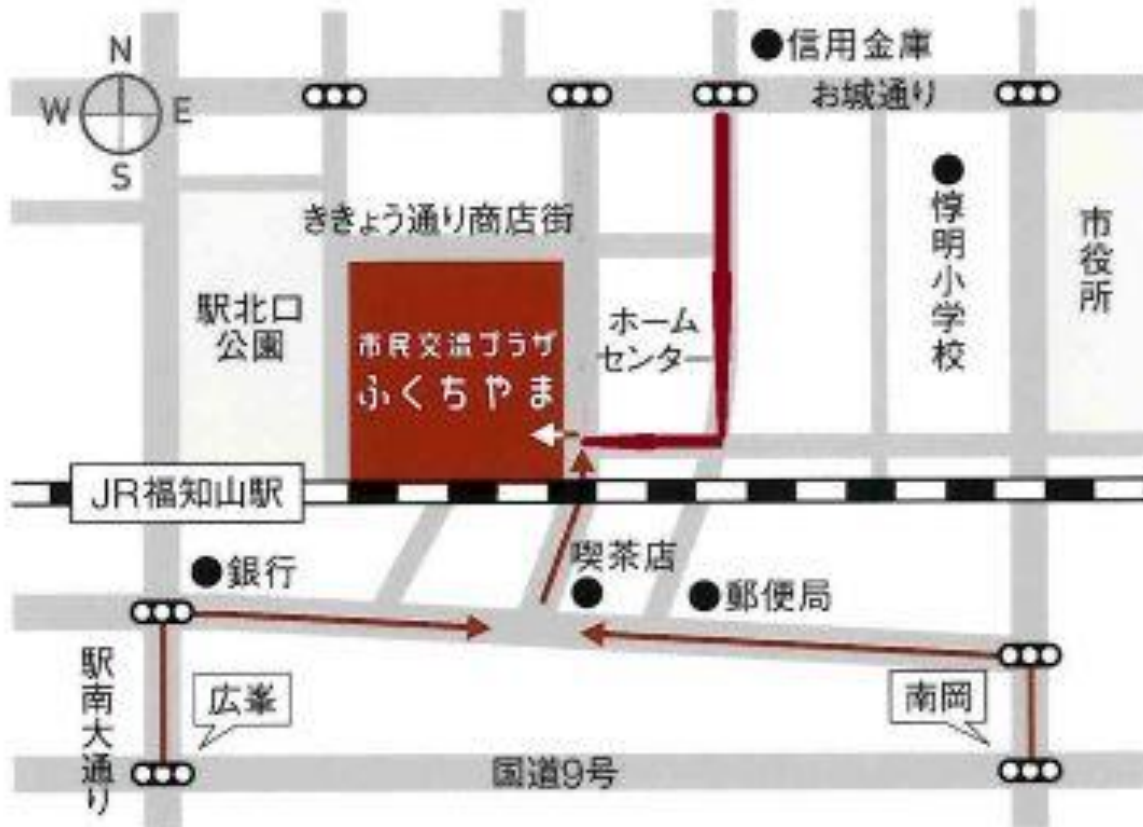 N
W E
S
信用金庫
お城通り
ききょう通り商店街
駅北口
公園
市民交流プラザ
ふくちやま
ホーム
センター
惇明小学校
市役所
JR福知山駅
銀行
喫茶店
郵便局
駅南大通り
広峯
南岡
国道9号